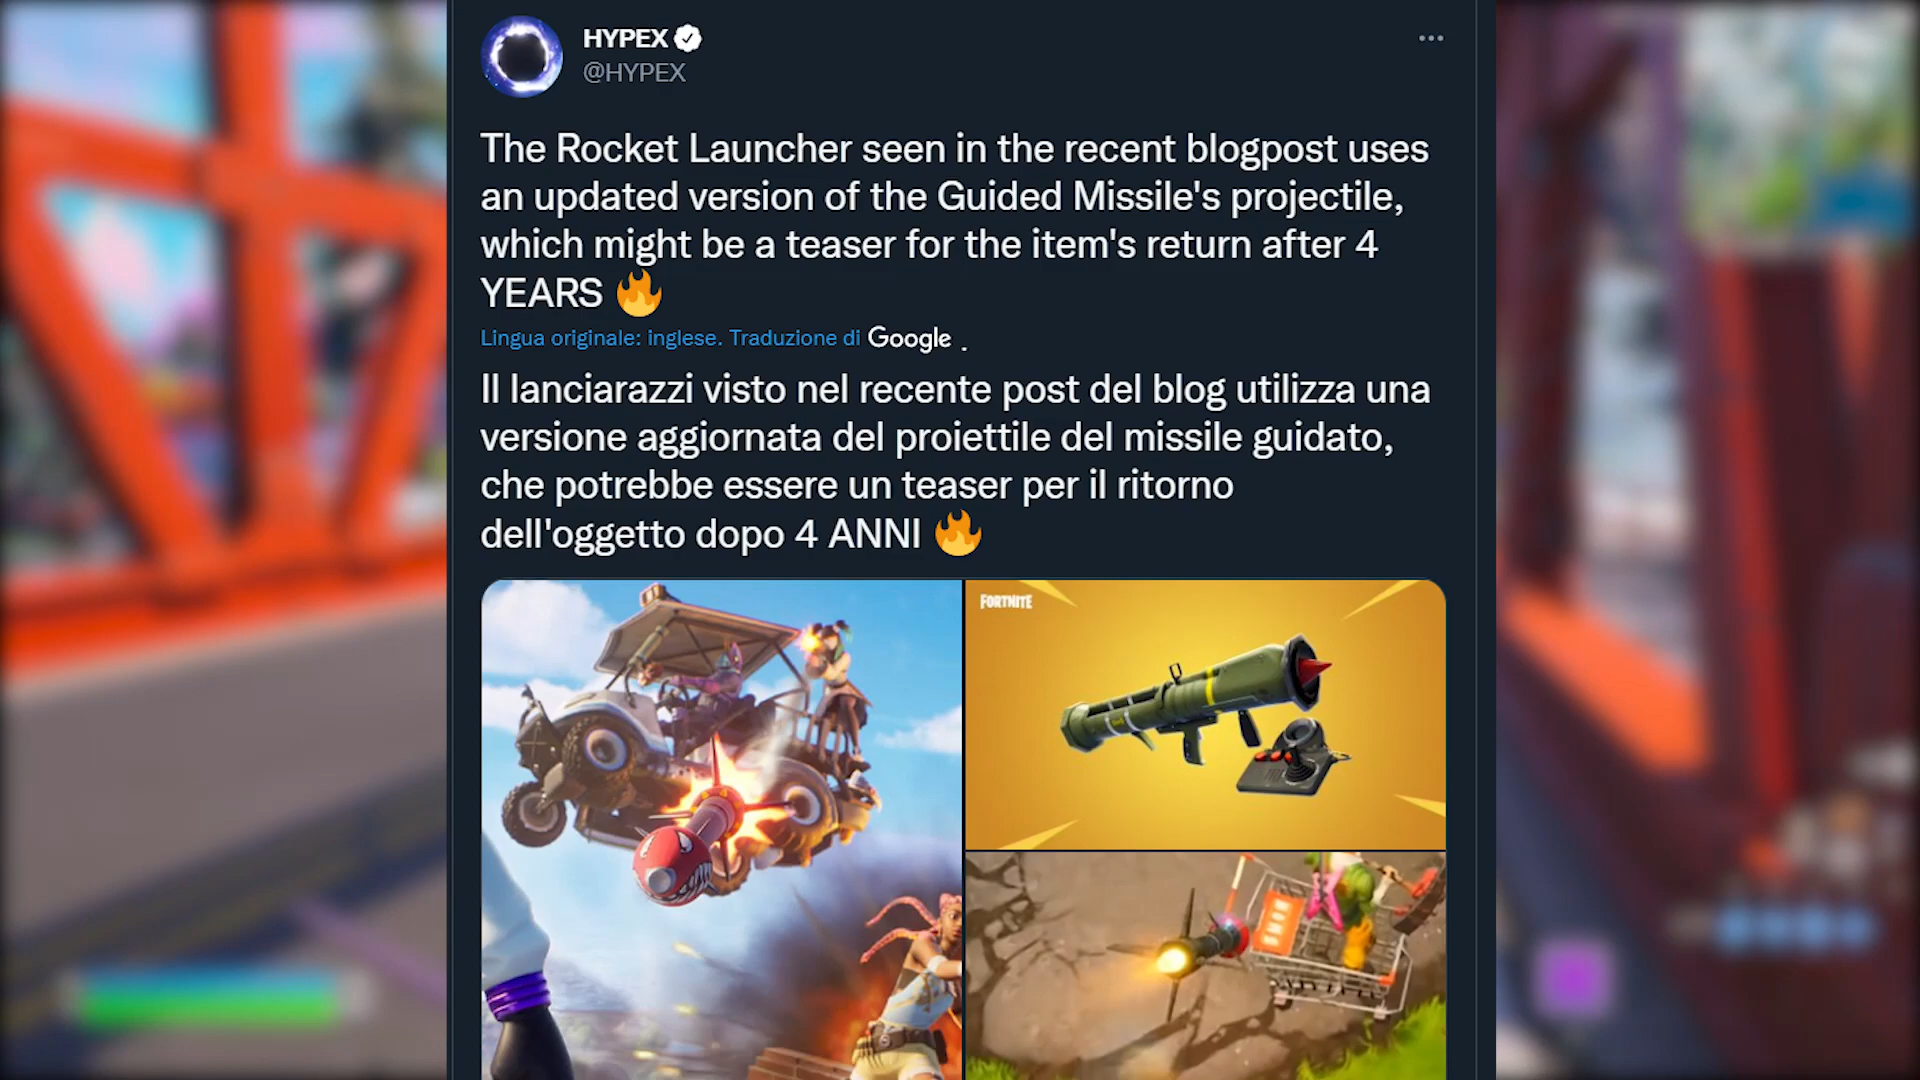 HYPEX
@HYPEX
The Rocket Launcher seen in the recent blogpost uses
an updated version of the Guided Missile's projectile,
which might be a teaser for the item's return after 4
YEARS 🔥
Lingua originale: inglese. Traduzione di Google .
Il lanciarazzi visto nel recente post del blog utilizza una
versione aggiornata del proiettile del missile guidato,
che potrebbe essere un teaser per il ritorno
dell'oggetto dopo 4 ANNI 🔥
FORTNITE